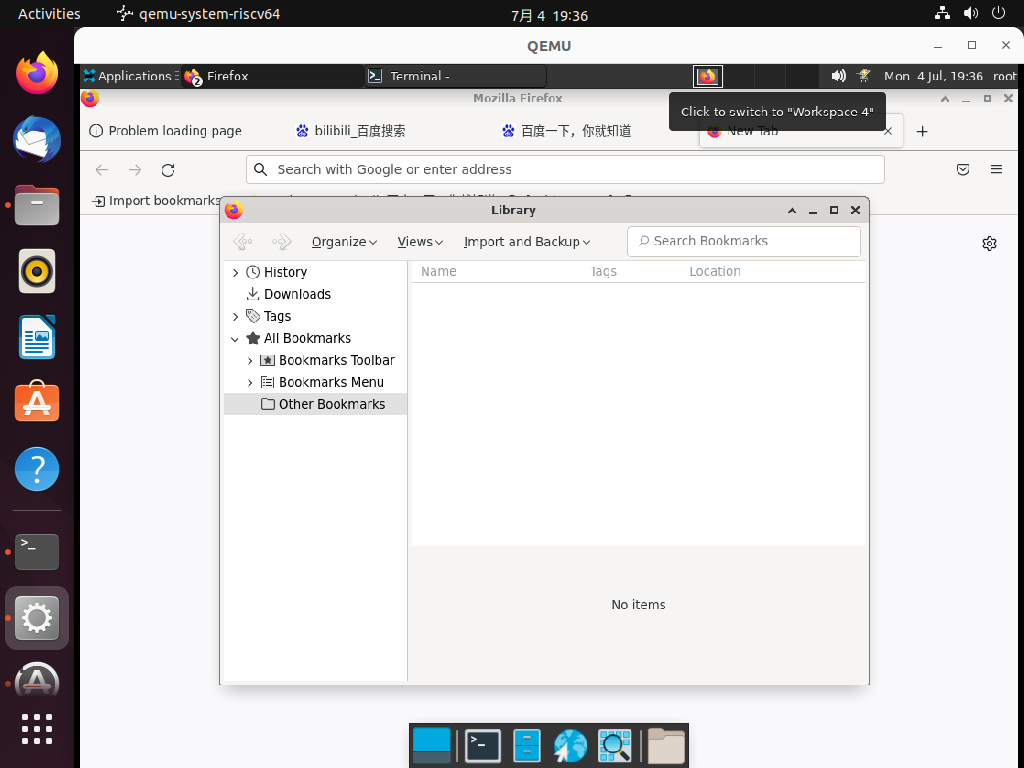 Activities qemu-system-riscv64 7月 4 19:36
QEMU
Applications Firefox Terminal - Mon 4 Jul, 19:36 root
Mozilla Firefox
Click to switch to "Workspace 4"
Problem loading page bilibili_百度搜索 百度一下，你就知道 New Tab
Search with Google or enter address
Import bookmarks
Library
Organize Views Import and Backup Search Bookmarks
History
Downloads
Tags
All Bookmarks
Bookmarks Toolbar
Bookmarks Menu
Other Bookmarks
Name Tags Location
No items